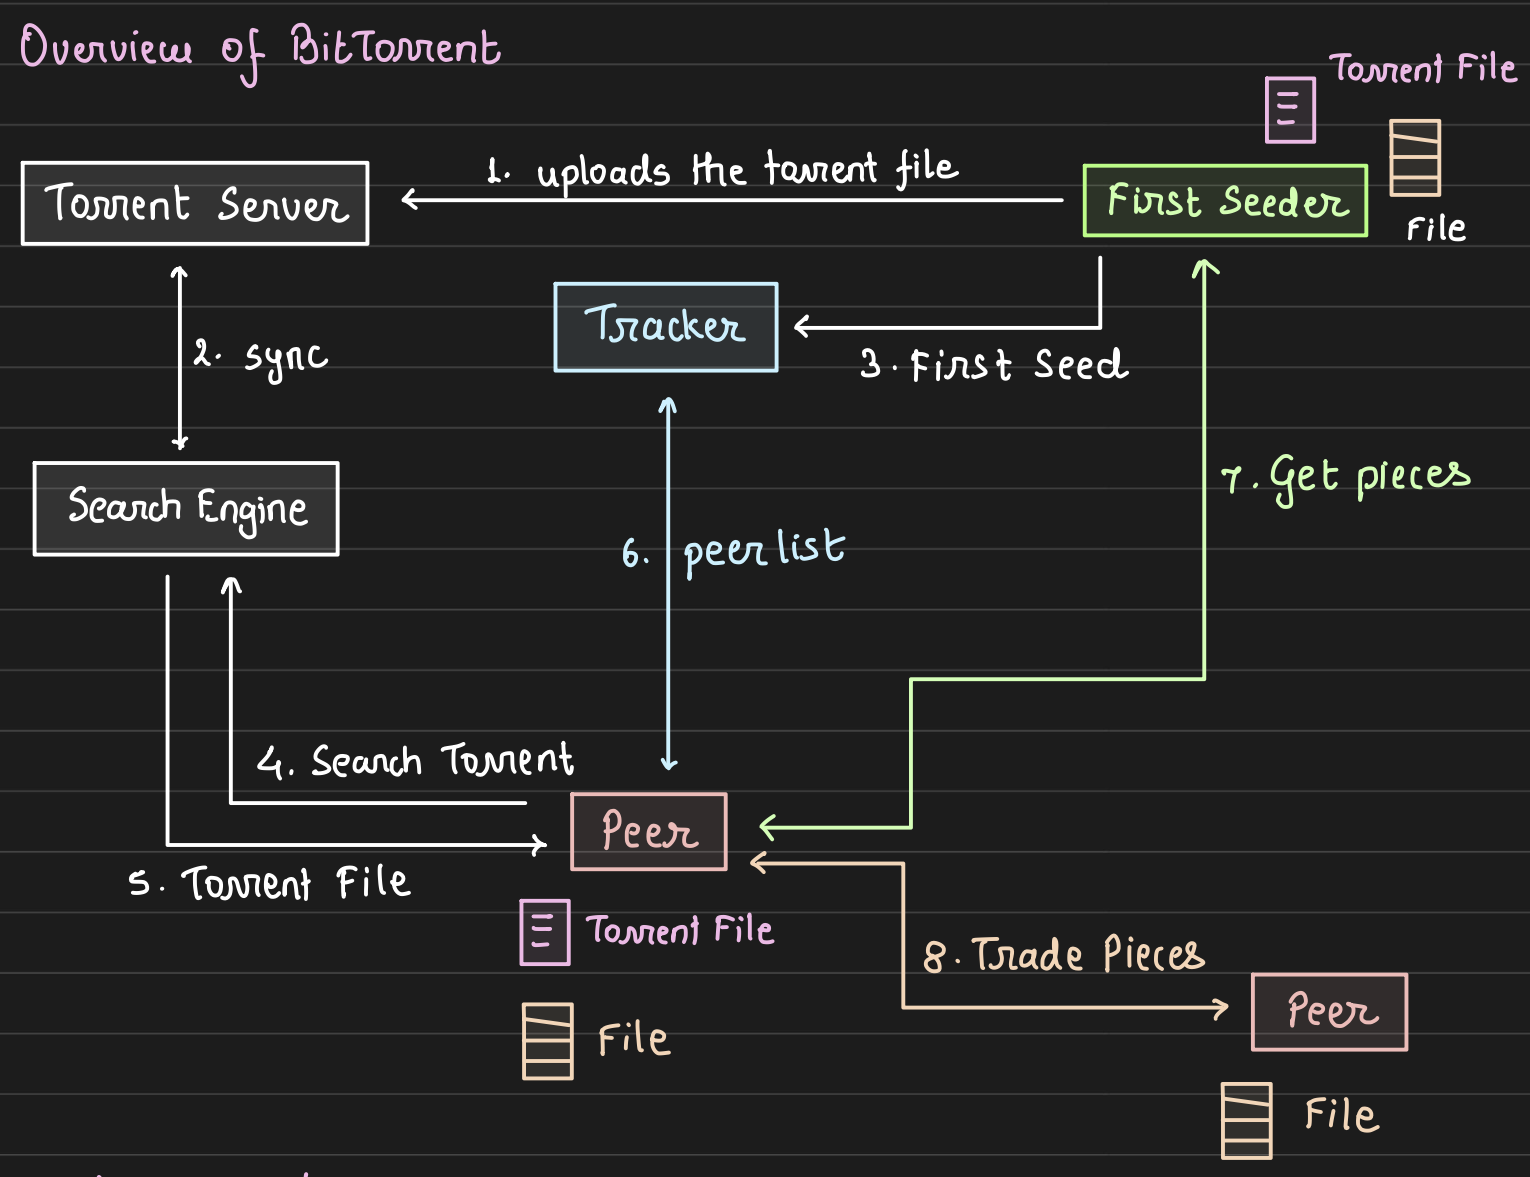 Overview of BitTorrent
Torrent File
1. uploads the torrent file
Torrent Server
First Seeder
File
Tracker
2. sync
3. First Seed
7. Get pieces
Search Engine
6. peer list
4. Search Torrent
Peer
5. Torrent File
Torrent File
8. Trade Pieces
Peer
File
File